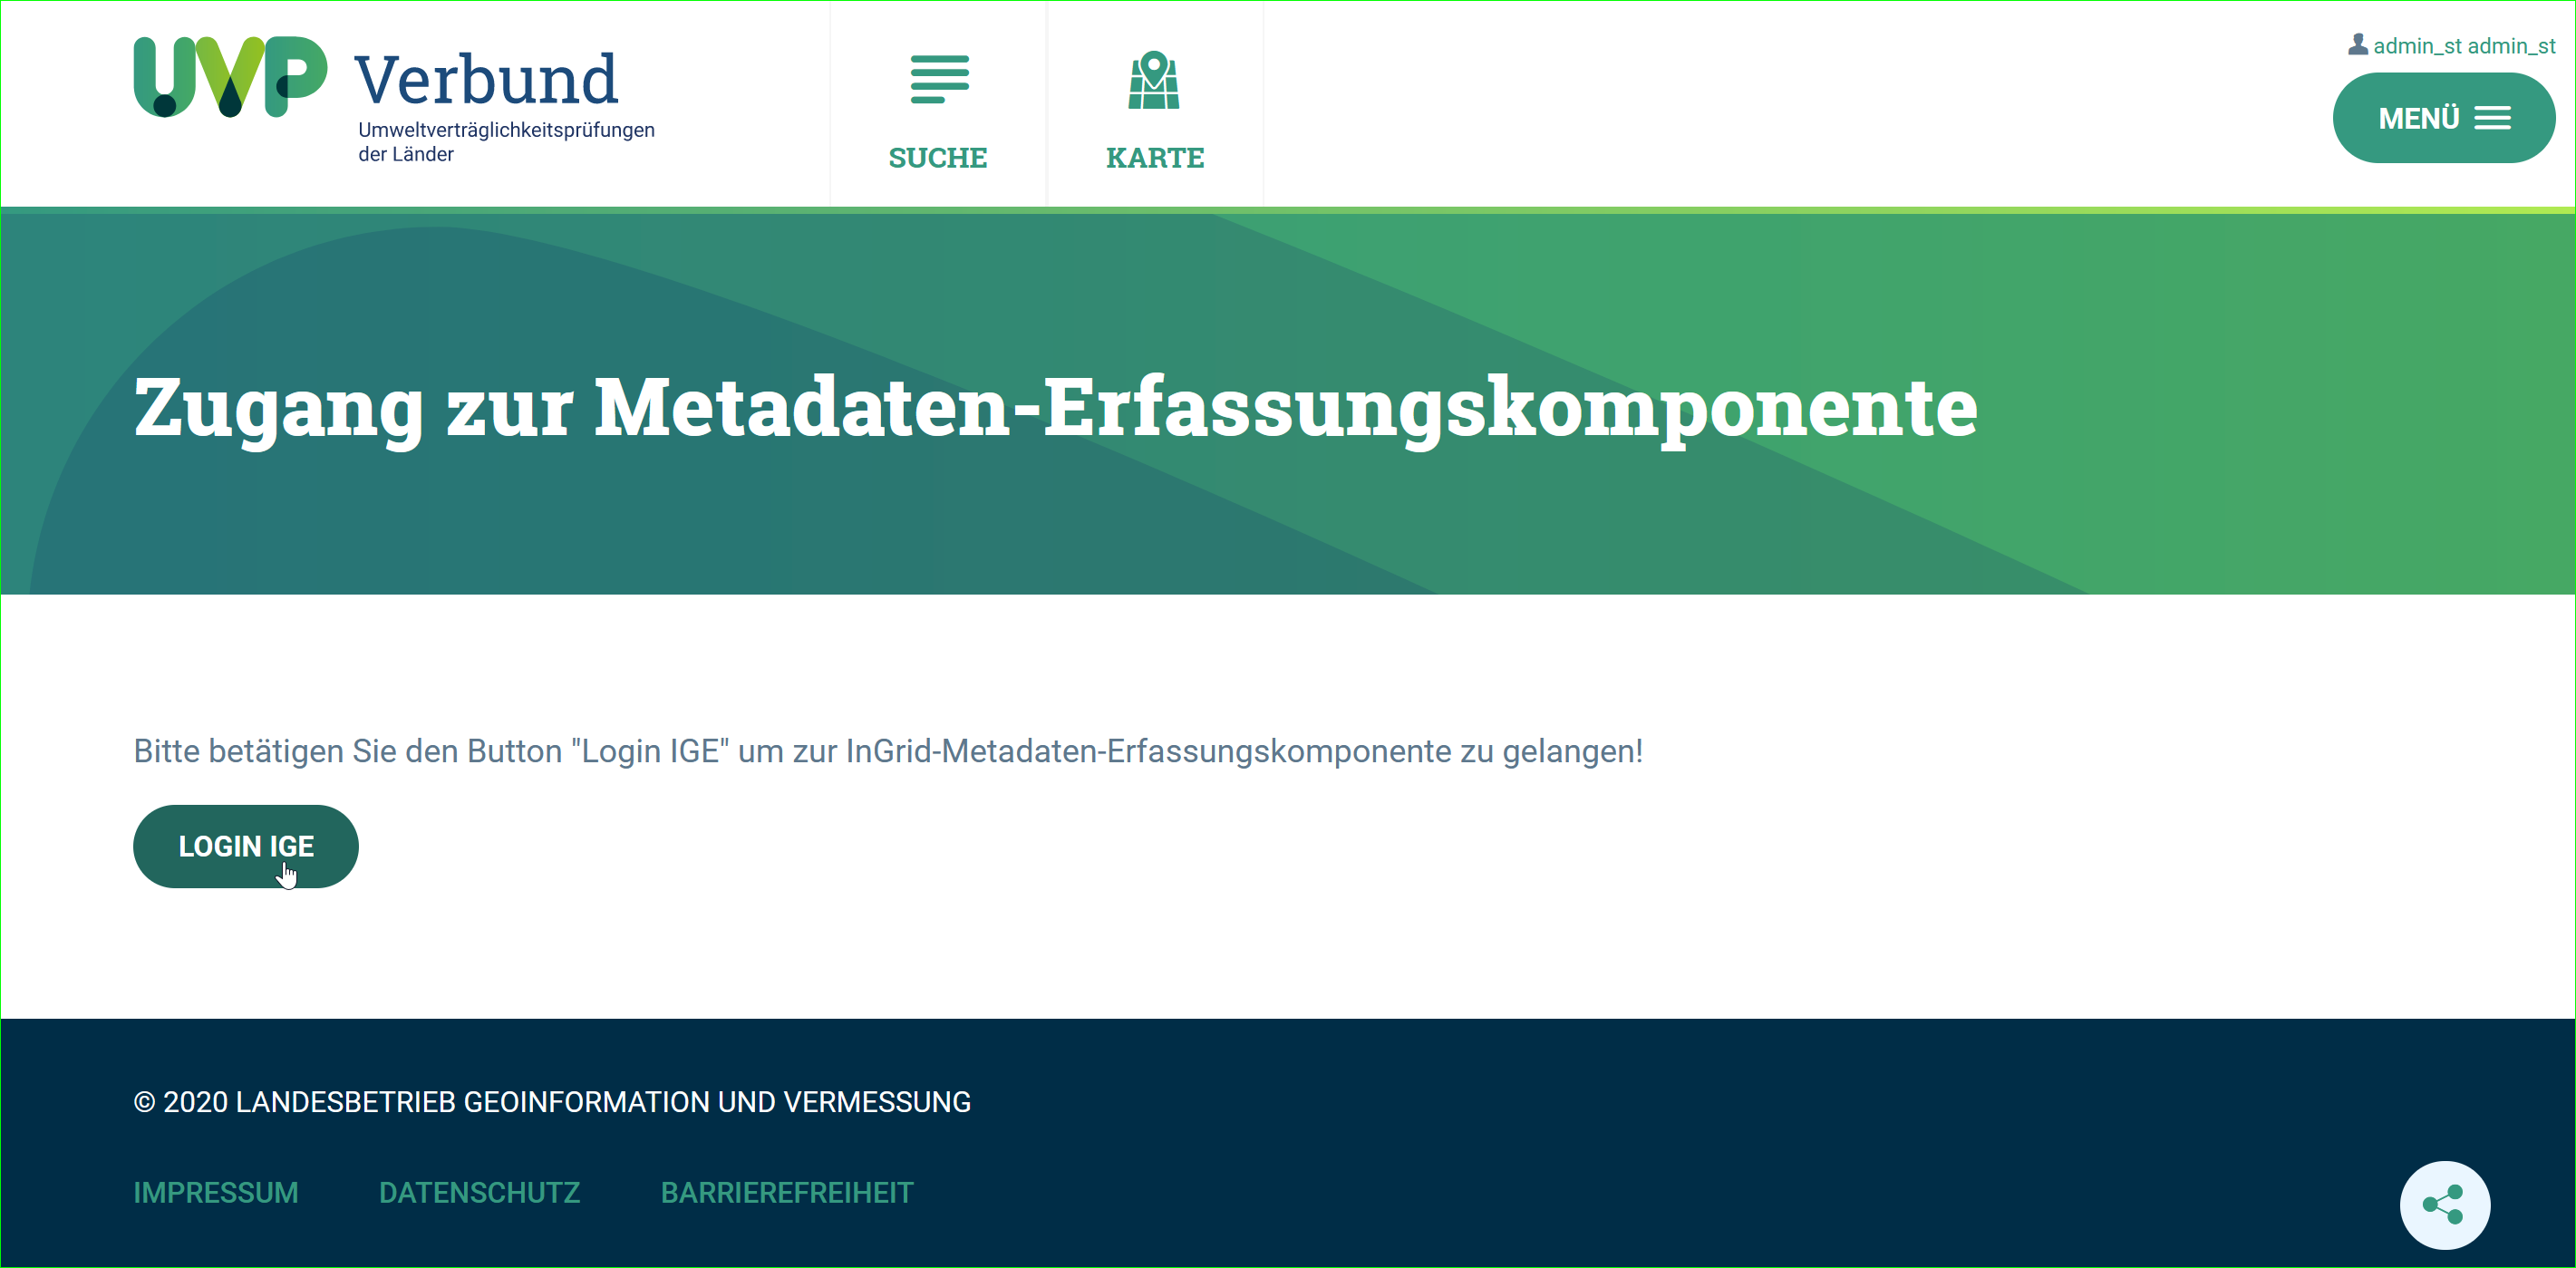 UVP Verbund
Umweltverträglichkeitsprüfungen
der Länder
SUCHE
KARTE
admin_st admin_st
MENÜ
Zugang zur Metadaten-Erfassungskomponente
Bitte betätigen Sie den Button "Login IGE" um zur InGrid-Metadaten-Erfassungskomponente zu gelangen!
LOGIN IGE
© 2020 LANDESBETRIEB GEOINFORMATION UND VERMESSUNG
IMPRESSUM DATENSCHUTZ BARRIEREFREIHEIT